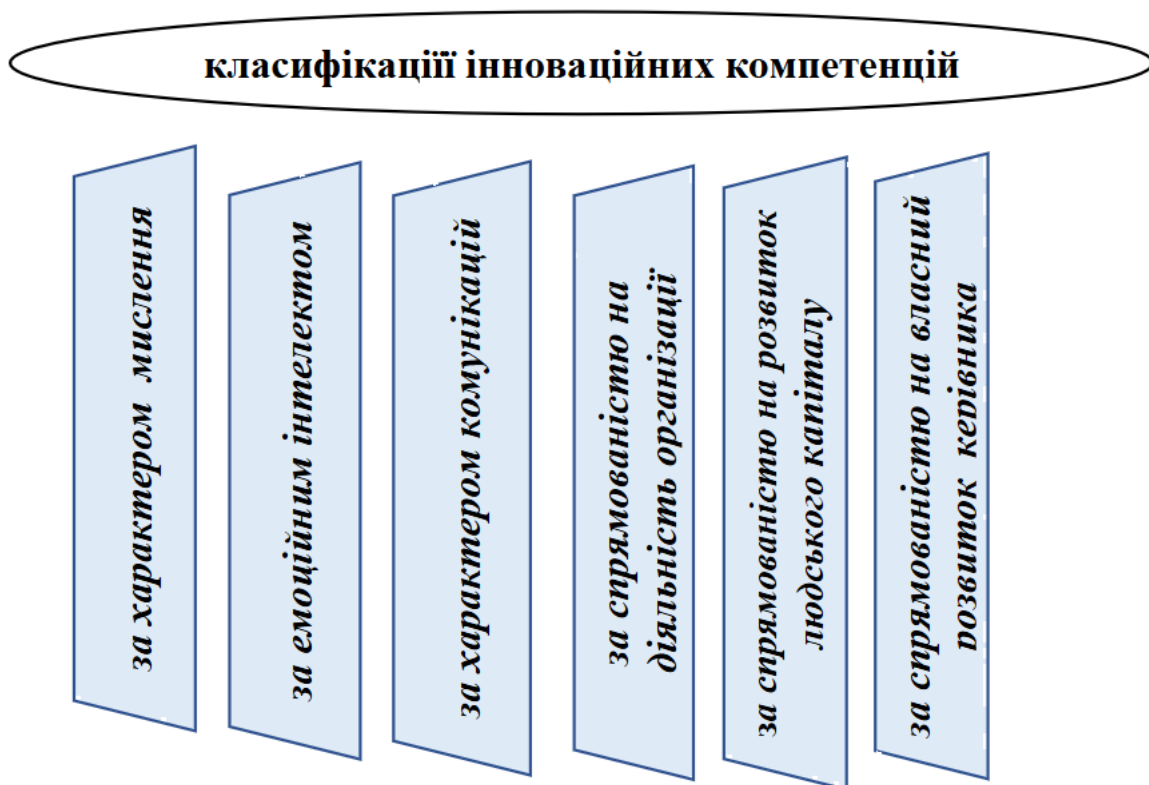 класифікаціїї інноваційних компетенцій
за характером мислення
за емоційним інтелектом
за характером комунікацій
за спрямованістю на
діяльність організації
за спрямованістю на розвиток
людського капіталу
за спрямованістю на власний
розвиток керівника